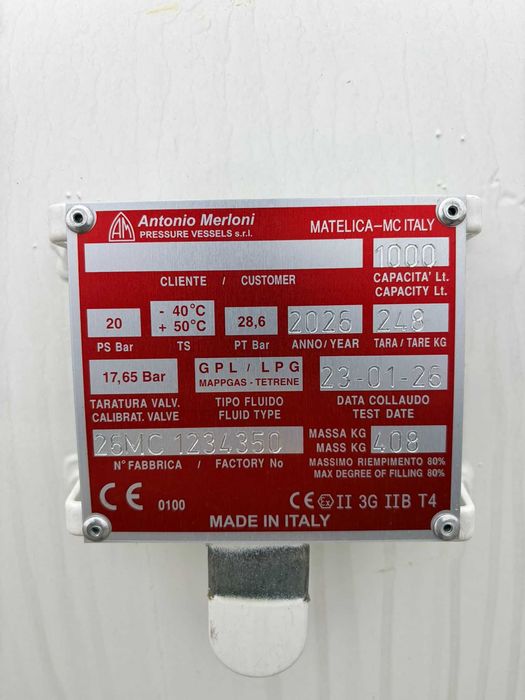 AM Antonio Merloni
PRESSURE VESSELS s.r.l.
MATELICA-MC ITALY
1000
CLIENTE / CUSTOMER
CAPACITA' Lt.
CAPACITY Lt.
20
- 40°C
+ 50°C
28,6
2026
248
PS Bar
TS
PT Bar
ANNO/YEAR
TARA/TARE KG
17,65 Bar
GPL / LPG
MAPPGAS - TETRENE
23-01-26
TARATURA VALV.
CALIBRAT. VALVE
TIPO FLUIDO
FLUID TYPE
DATA COLLAUDO
TEST DATE
26MC 1234350
MASSA KG
MASS KG
408
N° FABBRICA / FACTORY No
MASSIMO RIEMPIMENTO 80%
MAX DEGREE OF FILLING 80%
CE 0100
CE Ex II 3G IIB T4
MADE IN ITALY